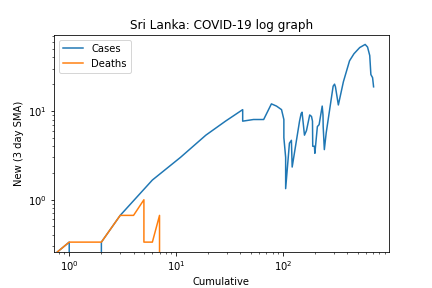 Sri Lanka: COVID-19 log graph
Cases
Deaths
New (3 day SMA)
10¹
10⁰
10⁰ 10¹ 10²
Cumulative